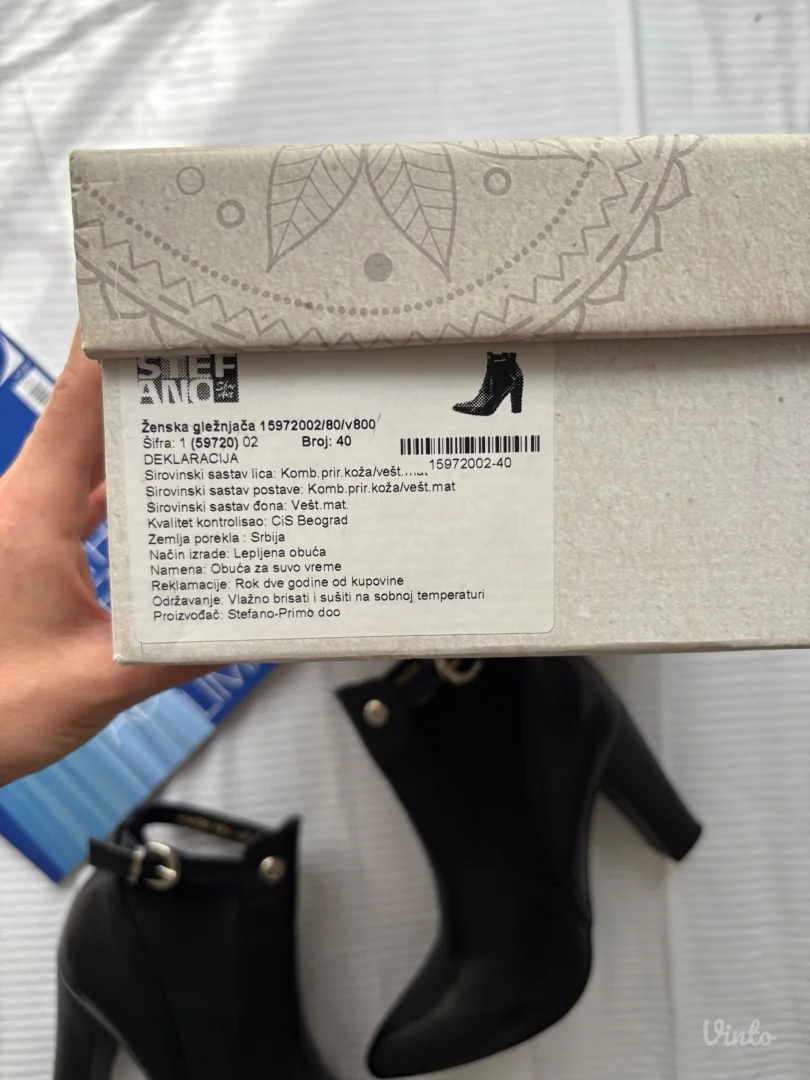 STEF
ANO
Ženska gležnjača 15972002/80/v800
Šifra: 1 (59720) 02 Broj: 40
DEKLARACIJA
15972002-40
Sirovinski sastav lica: Komb.prir.koža/vešt.mat
Sirovinski sastav postave: Komb.prir.koža/vešt.mat
Sirovinski sastav đona: Vešt.mat.
Kvalitet kontrolisao: CiS Beograd
Zemlja porekla : Srbija
Način izrade: Lepljena obuća
Namena: Obuća za suvo vreme
Reklamacije: Rok dve godine od kupovine
Održavanje: Vlažno brisati i sušiti na sobnoj temperaturi
Proizvođač: Stefano-Primo doo
Vinto